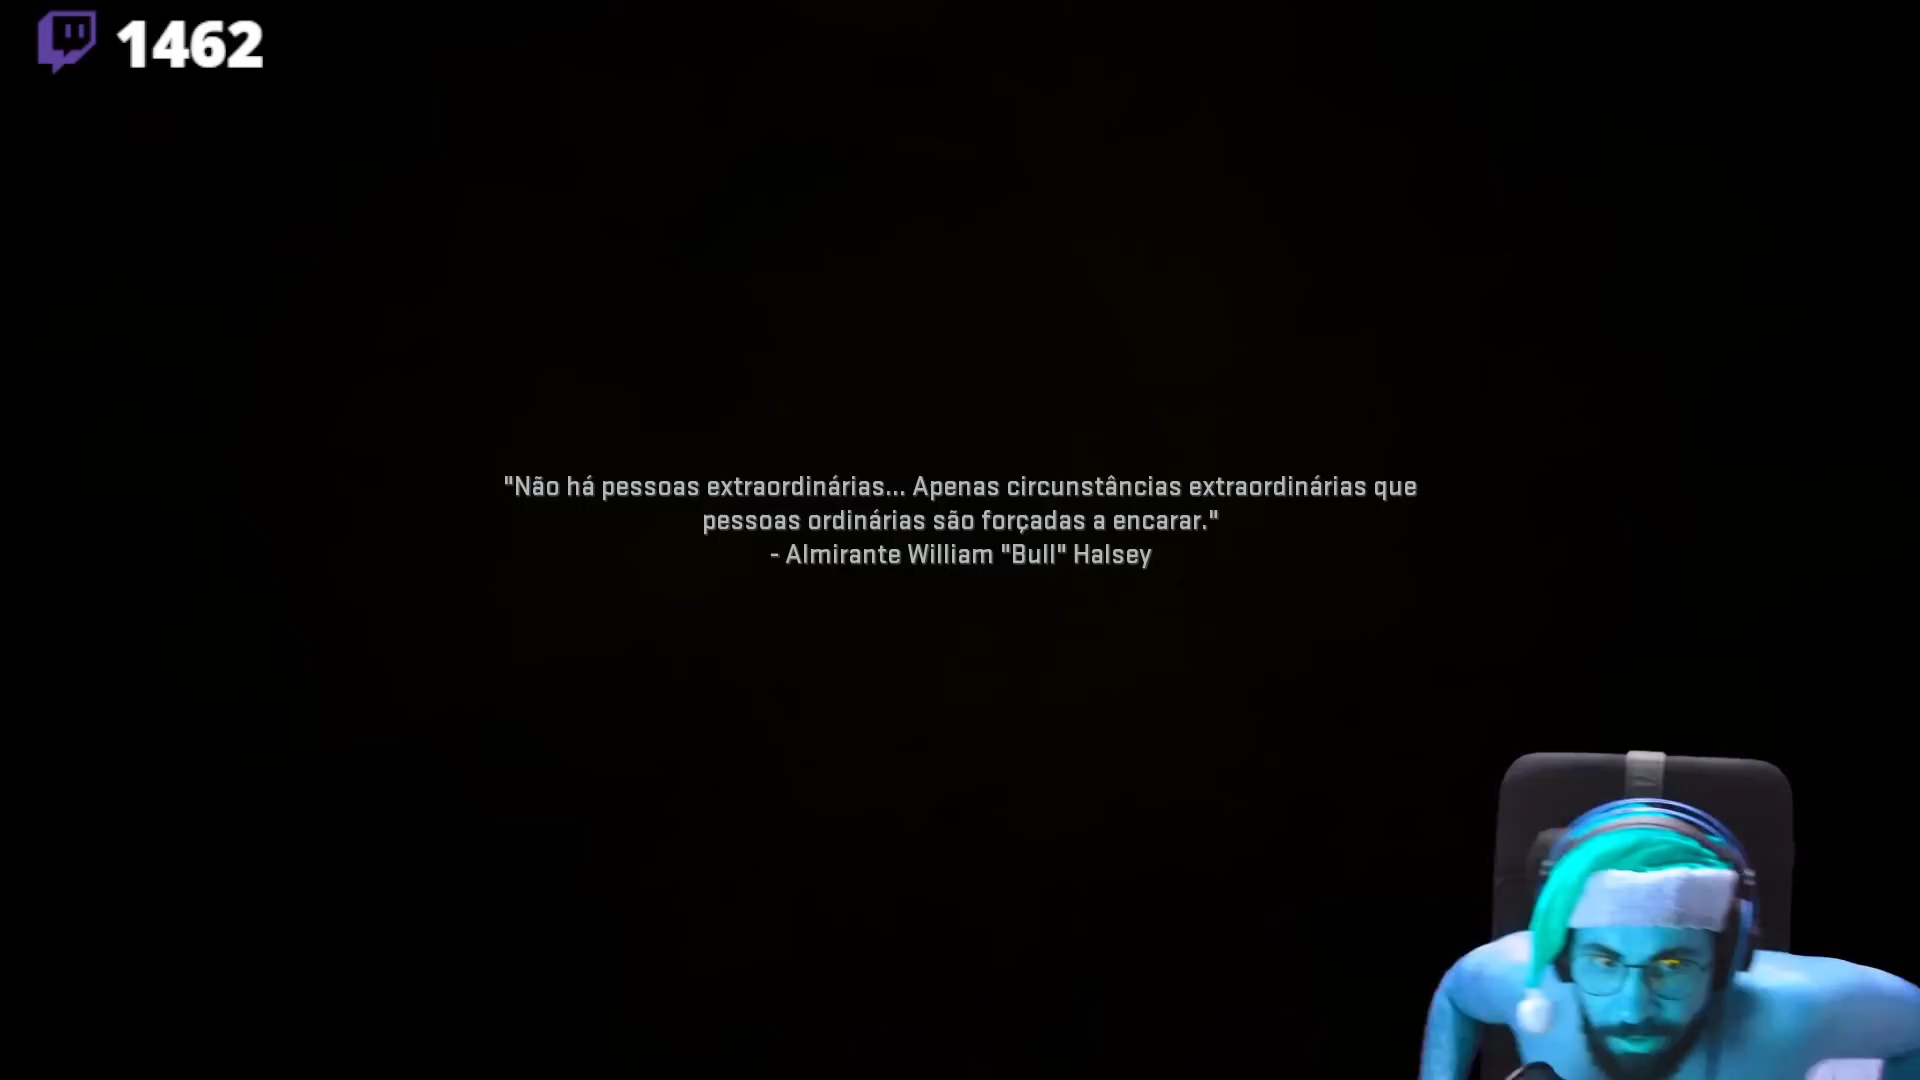 1462
"Não há pessoas extraordinárias... Apenas circunstâncias extraordinárias que
pessoas ordinárias são forçadas a encarar."
- Almirante William "Bull" Halsey